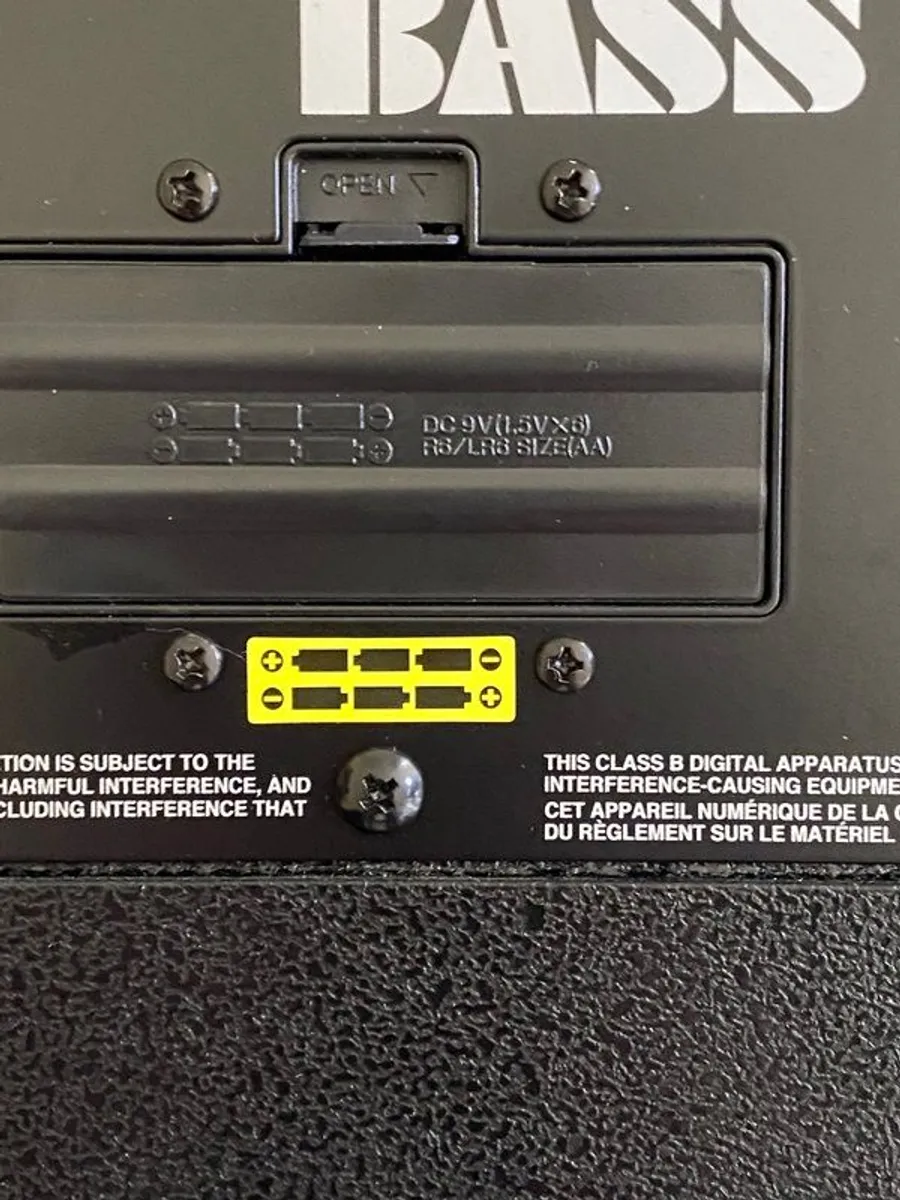 BASS
OPEN
DC 9V(1.5V×6)
R6/LR6 SIZE(AA)
TION IS SUBJECT TO THE
HARMFUL INTERFERENCE, AND
CLUDING INTERFERENCE THAT
THIS CLASS B DIGITAL APPARATUS
INTERFERENCE-CAUSING EQUIPME
CET APPAREIL NUMÉRIQUE DE LA
DU RÈGLEMENT SUR LE MATÉRIEL